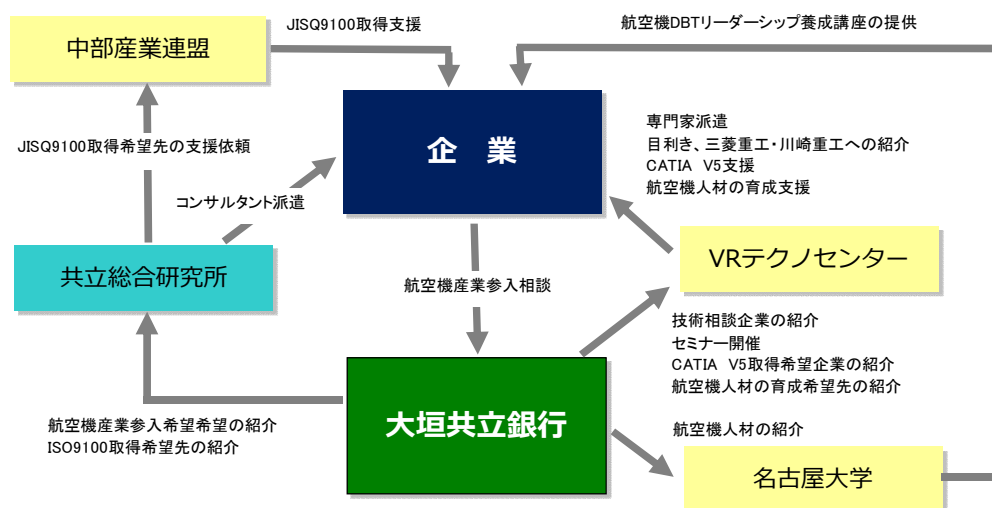 JISQ9100取得支援
航空機DBTリーダーシップ養成講座の提供
中部産業連盟
企　業
専門家派遣
目利き、三菱重工・川崎重工への紹介
CATIA　V5支援
航空機人材の育成支援
JISQ9100取得希望先の支援依頼
コンサルタント派遣
共立総合研究所
VRテクノセンター
航空機産業参入相談
技術相談企業の紹介
セミナー開催
CATIA　V5取得希望企業の紹介
航空機人材の育成希望先の紹介
大垣共立銀行
航空機産業参入希望希望の紹介
ISO9100取得希望先の紹介
航空機人材の紹介
名古屋大学